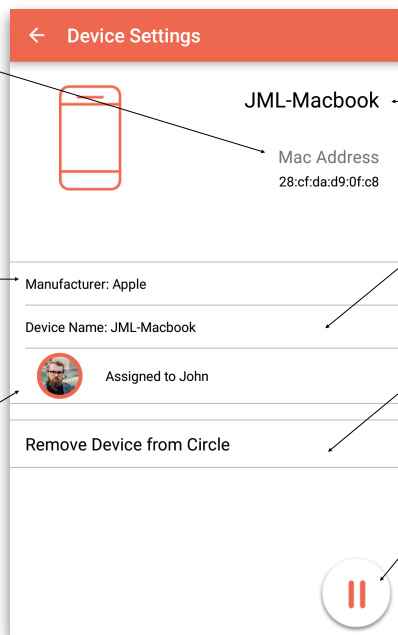 Device Settings
JML-Macbook
Mac Address
28:cf:da:d9:0f:c8
Manufacturer: Apple
Device Name: JML-Macbook
Assigned to John
Remove Device from Circle